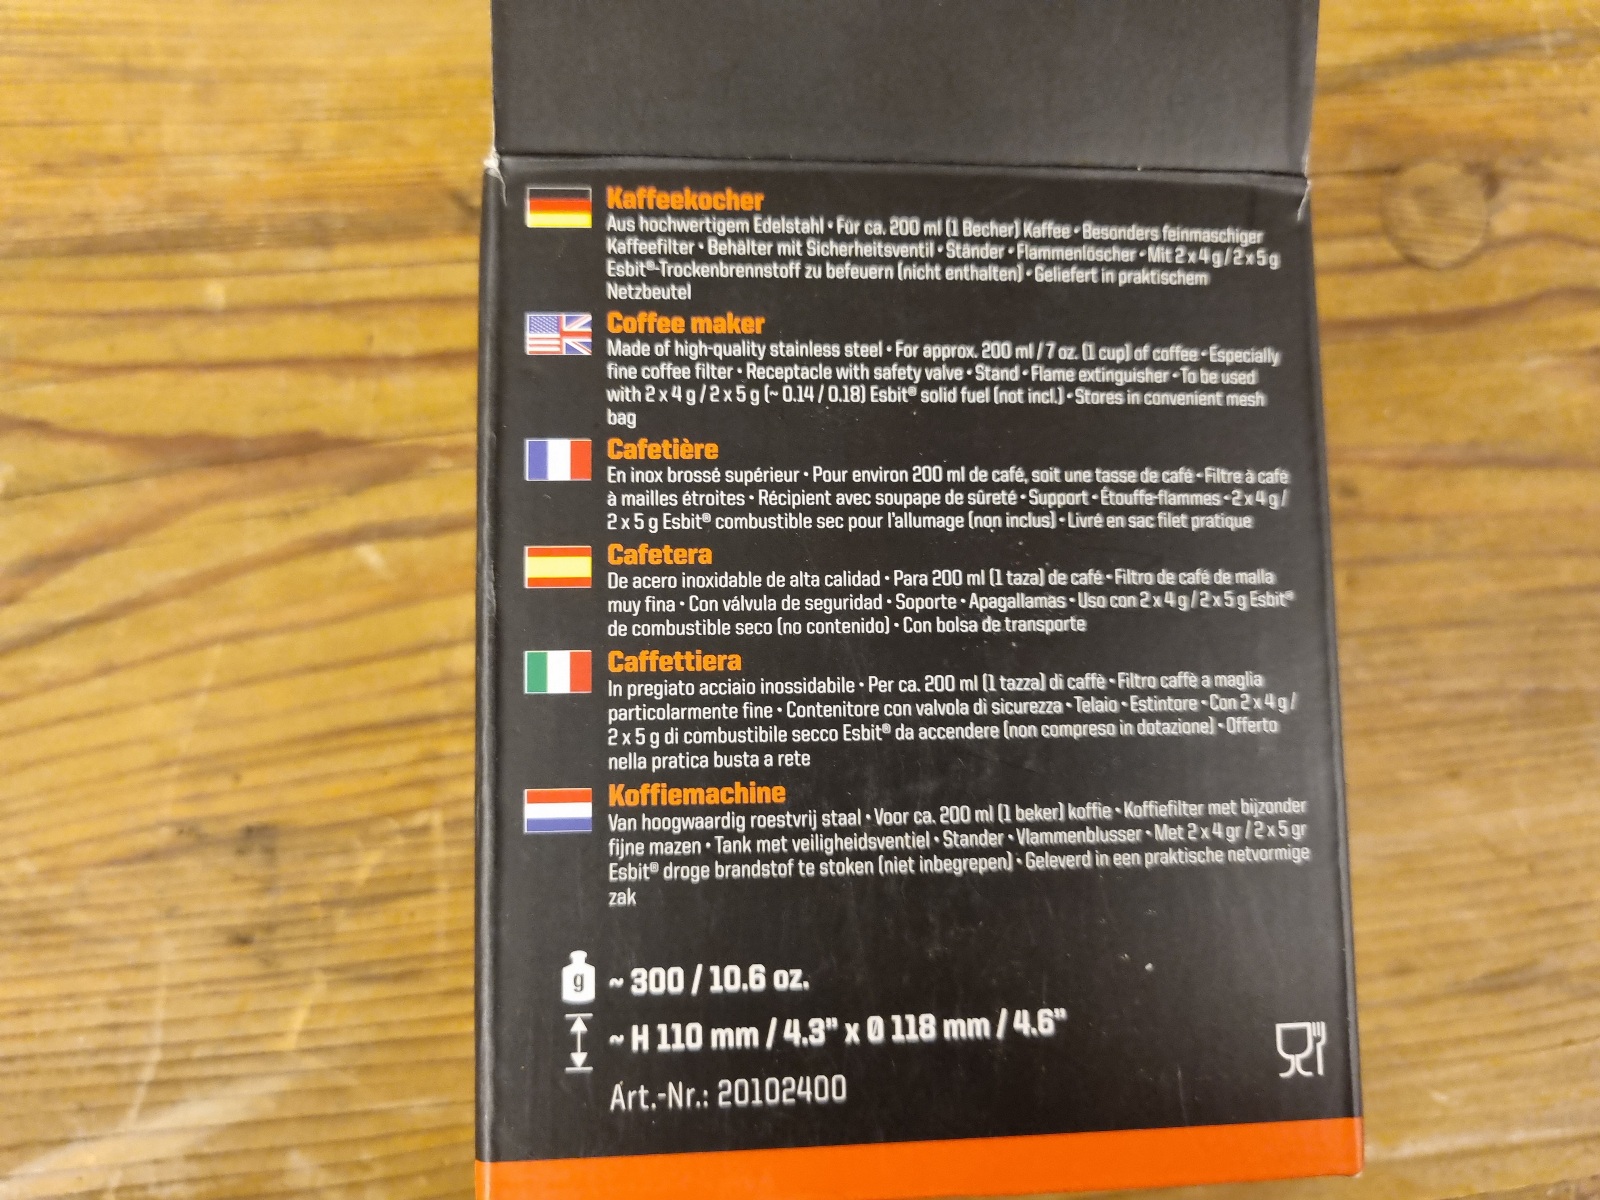 Kaffeekocher
Aus hochwertigem Edelstahl • Für ca. 200 ml (1 Becher) Kaffee • Besonders feinmaschiger
Kaffeefilter • Behälter mit Sicherheitsventil • Ständer • Flammenlöscher • Mit 2 x 4 g / 2 x 5 g
Esbit®-Trockenbrennstoff zu befeuern (nicht enthalten) • Geliefert in praktischem
Netzbeutel
Coffee maker
Made of high-quality stainless steel • For approx. 200 ml / 7 oz. (1 cup) of coffee • Especially
fine coffee filter • Receptacle with safety valve • Stand • Flame extinguisher • To be used
with 2 x 4 g / 2 x 5 g (~ 0.14 / 0.18) Esbit® solid fuel (not incl.) • Stores in convenient mesh
bag
Cafetière
En inox brossé supérieur • Pour environ 200 ml de café, soit une tasse de café • Filtre à café
à mailles étroites • Récipient avec soupape de sûreté • Support • Étouffe-flammes • 2 x 4 g /
2 x 5 g Esbit® combustible sec pour l'allumage (non inclus) • Livré en sac filet pratique
Cafetera
De acero inoxidable de alta calidad • Para 200 ml (1 taza) de café • Filtro de café de malla
muy fina • Con válvula de seguridad • Soporte • Apagallamas • Uso con 2 x 4 g / 2 x 5 g Esbit®
de combustible seco (no contenido) • Con bolsa de transporte
Caffettiera
In pregiato acciaio inossidabile • Per ca. 200 ml (1 tazza) di caffè • Filtro caffè a maglia
particolarmente fine • Contenitore con valvola di sicurezza • Telaio • Estintore • Con 2 x 4 g /
2 x 5 g di combustibile secco Esbit® da accendere (non compreso in dotazione) • Offerto
nella pratica busta a rete
Koffiemachine
Van hoogwaardig roestvrij staal • Voor ca. 200 ml (1 beker) koffie • Koffiefilter met bijzonder
fijne mazen • Tank met veiligheidsventiel • Stander • Vlammenblusser • Met 2 x 4 gr / 2 x 5 gr
Esbit® droge brandstof te stoken (niet inbegrepen) • Geleverd in een praktische netvormige
zak
g ~ 300 / 10.6 oz.
~ H 110 mm / 4.3" x Ø 118 mm / 4.6"
Art.-Nr.: 20102400